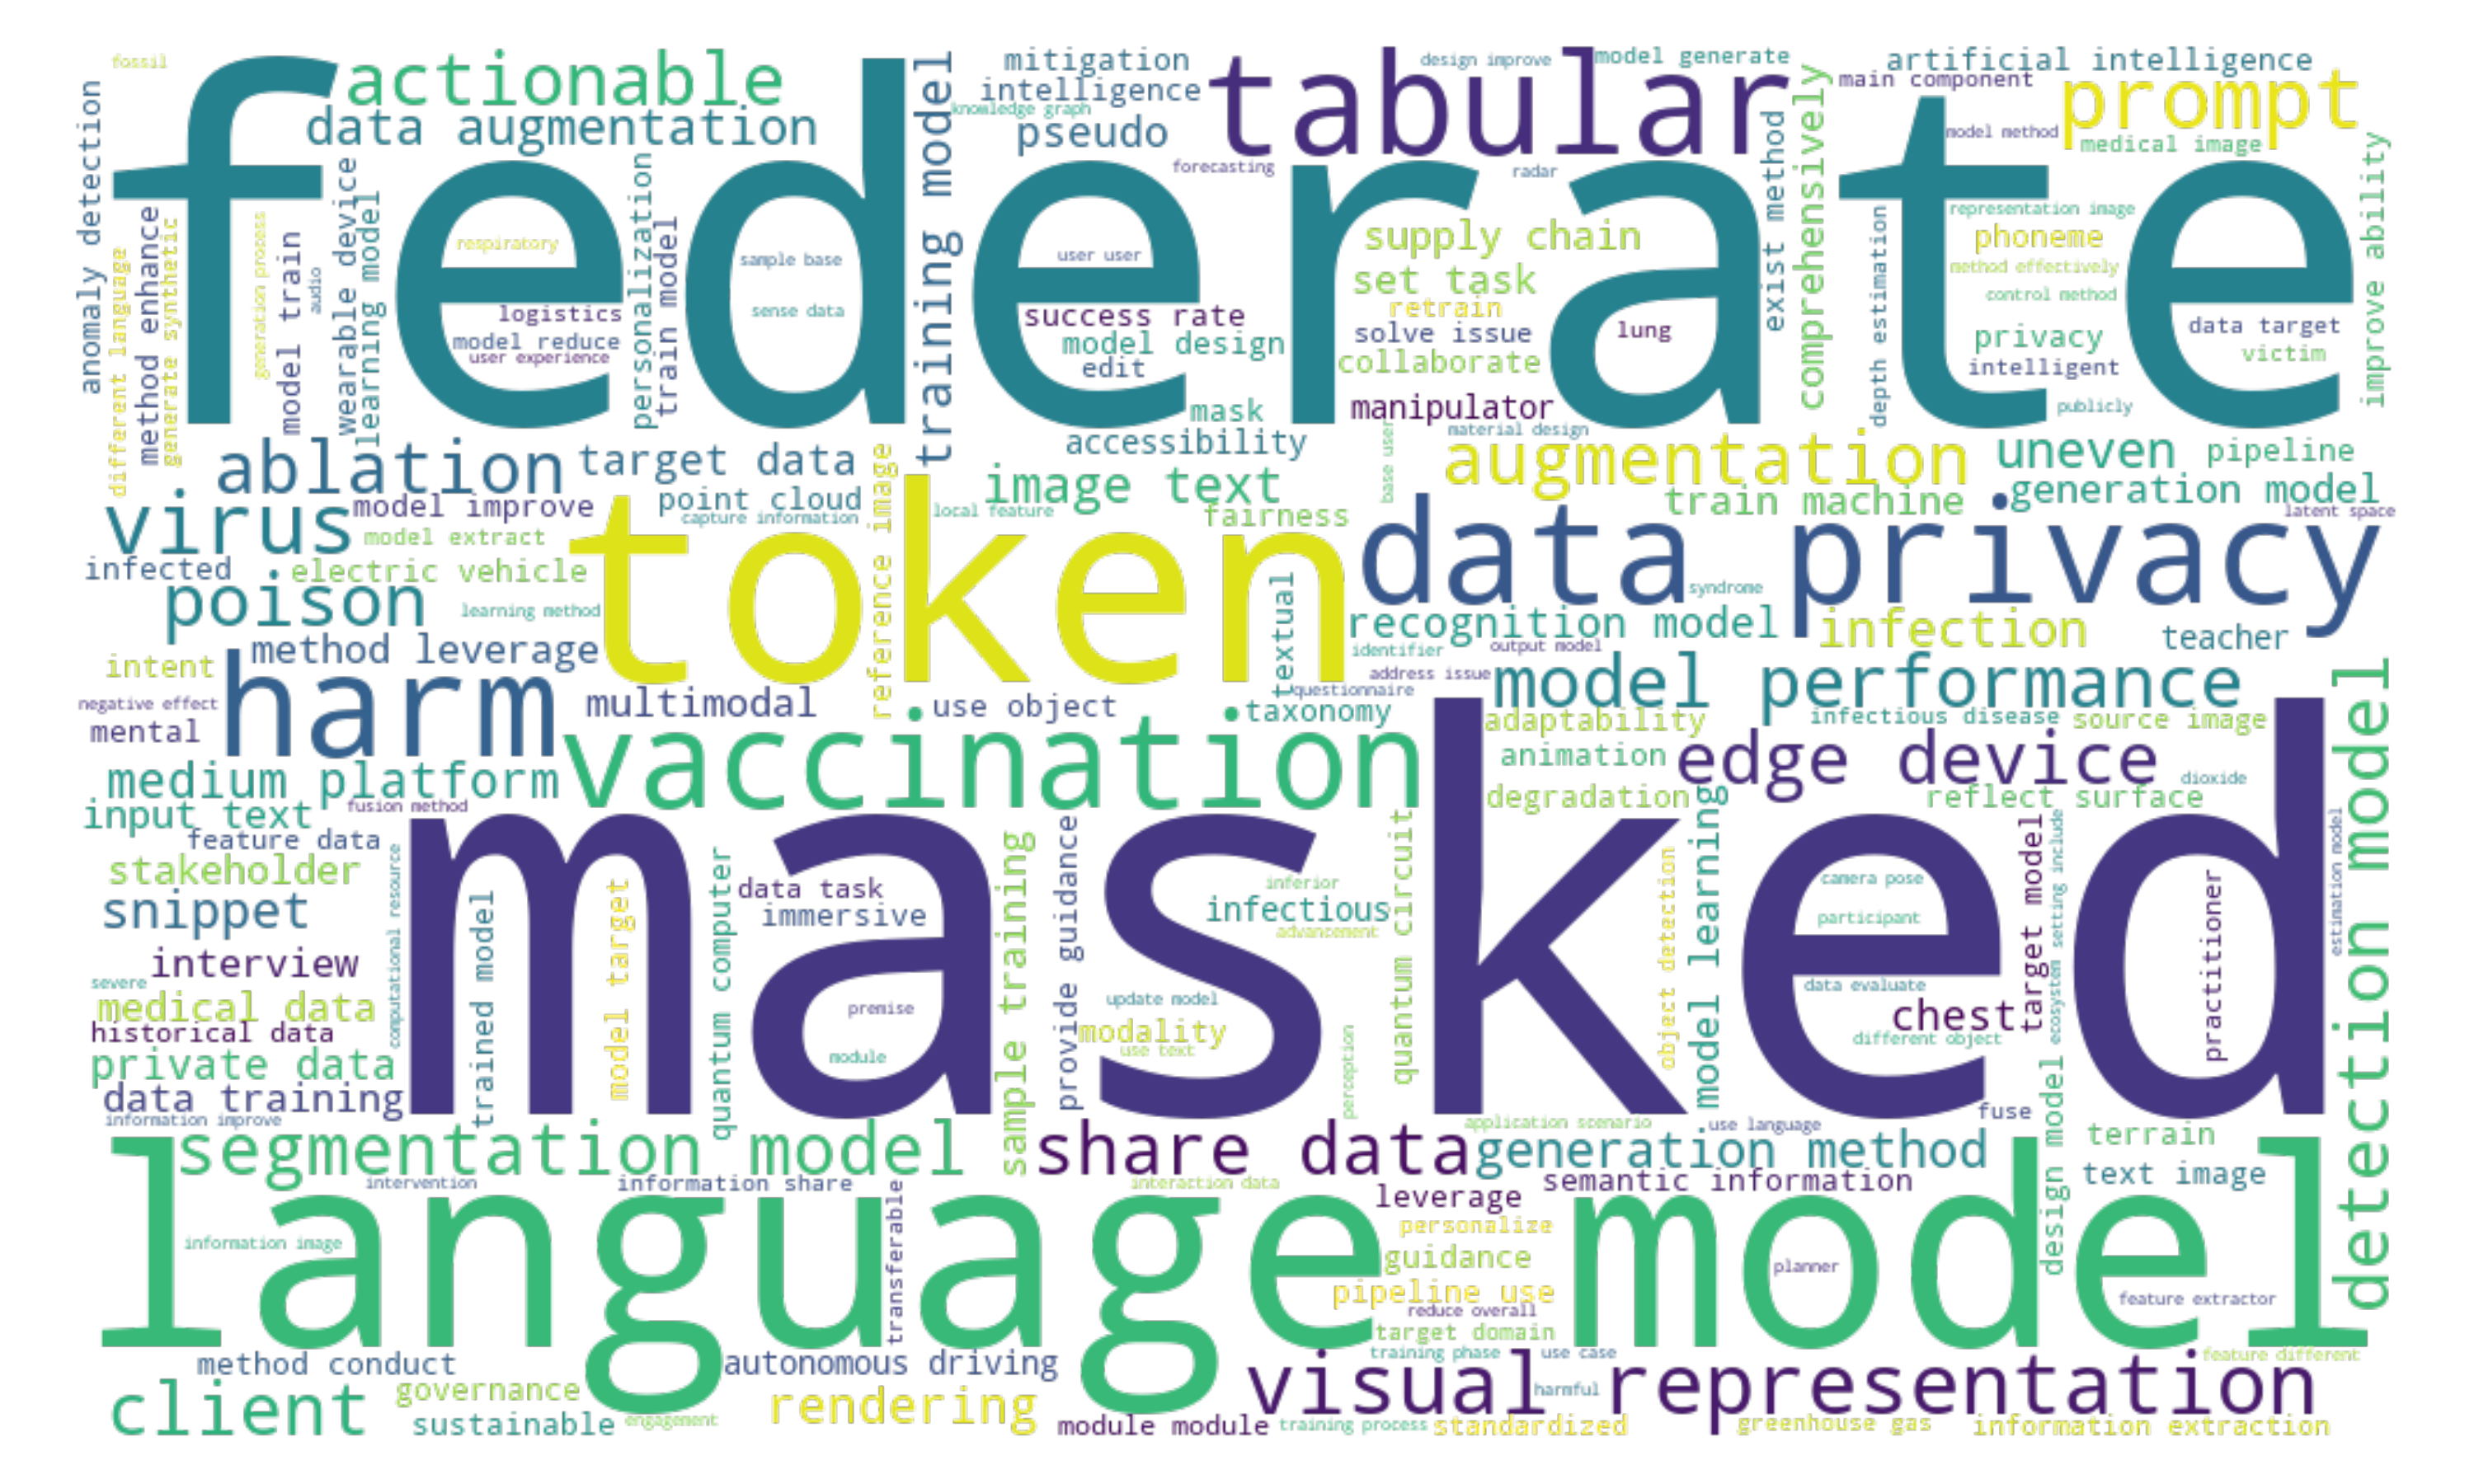 fossil
actionable
mitigation
design improve
model generate
artificial intelligence
intelligence
tabular
main component
prompt
data augmentation
knowledge graph
pseudo
model method
medical image
anomaly detection
federate
training model
forecasting
radar
exist method
comprehensively
improve ability
method enhance
different language
generate synthetic
generation process
model train
audio
wearable device
learning model
respiratory
personalization
train model
sample base
user user
supply chain
representation image
phoneme
set task
method effectively
logistics
sense data
success rate
retrain
control method
model reduce
model design
solve issue
lung
privacy
data target
user experience
edit
collaborate
depth estimation
intelligent
victim
mask
manipulator
publicly
material design
accessibility
base user
ablation
target data
reference image
augmentation
uneven
pipeline
image text
virus
model improve
point cloud
capture information
local feature
fairness
train machine
generation model
latent space
model extract
token
data privacy
infected
electric vehicle
syndrome
poison
learning method
textual
recognition model
infection
teacher
method leverage
identifier
output model
intent
harm
address issue
model performance
questionnaire
negative effect
multimodal
use object
taxonomy
adaptability
infectious disease
source image
mental
vaccination
animation
edge device
detection model
medium platform
degradation
dioxide
reflect surface
input text
fusion method
feature data
masked
provide guidance
quantum circuit
model learning
target model
ecosystem setting include
estimation model
stakeholder
computational resource
trained model
model target
quantum computer
data task
inferior
object detection
camera pose
practitioner
snippet
immersive
sample training
infectious
participant
advancement
interview
severe
data evaluate
medical data
premise
update model
chest
historical data
modality
different object
private data
module
use text
perception
data training
information improve
application scenario
use language
fuse
segmentation model
share data
generation method
design model
terrain
intervention
information share
interaction data
leverage
semantic information
text image
language model
transferable
personalize
information image
guidance
planner
pipeline use
feature extractor
reduce overall
target domain
method conduct
autonomous driving
training phase
use case
feature different
client
governance
visual representation
harmful
sustainable
engagement
rendering
module module
training process
standardized
greenhouse gas
information extraction